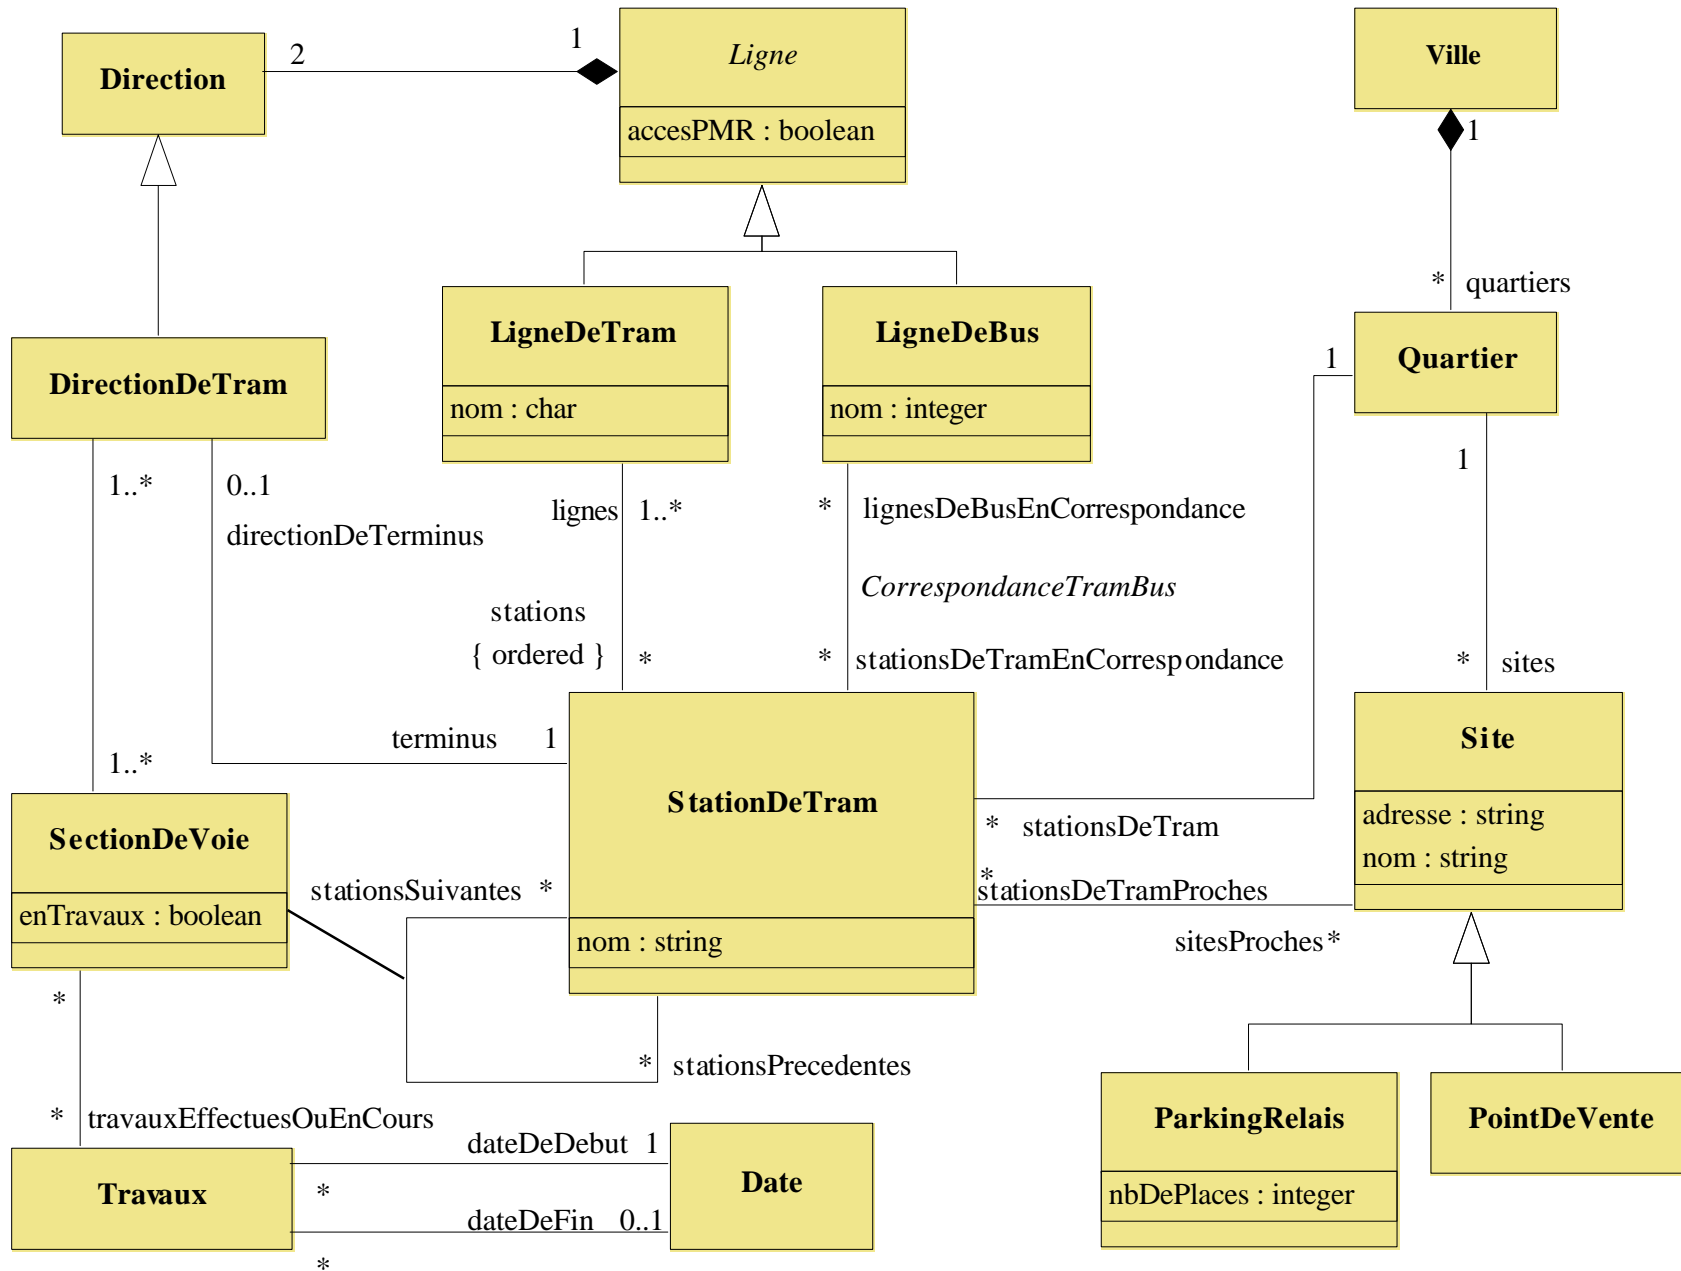 Direction
2
1
Ligne
accesPMR : boolean
Ville
1
* quartiers
LigneDeTram
nom : char
LigneDeBus
nom : integer
1
Quartier
DirectionDeTram
1..*
0..1
directionDeTerminus
lignes 1..*
* lignesDeBusEnCorrespondance
1
CorrespondanceTramBus
stations
{ ordered } *
* stationsDeTramEnCorrespondance
* sites
terminus 1
1..*
Site
adresse : string
nom : string
StationDeTram
nom : string
* stationsDeTram
*
stationsDeTramProches
sitesProches *
SectionDeVoie
enTravaux : boolean
stationsSuivantes *
* stationsPrecedentes
*
* travauxEffectuesOuEnCours
Travaux
dateDeDebut 1
*
dateDeFin 0..1
*
Date
ParkingRelais
nbDePlaces : integer
PointDeVente